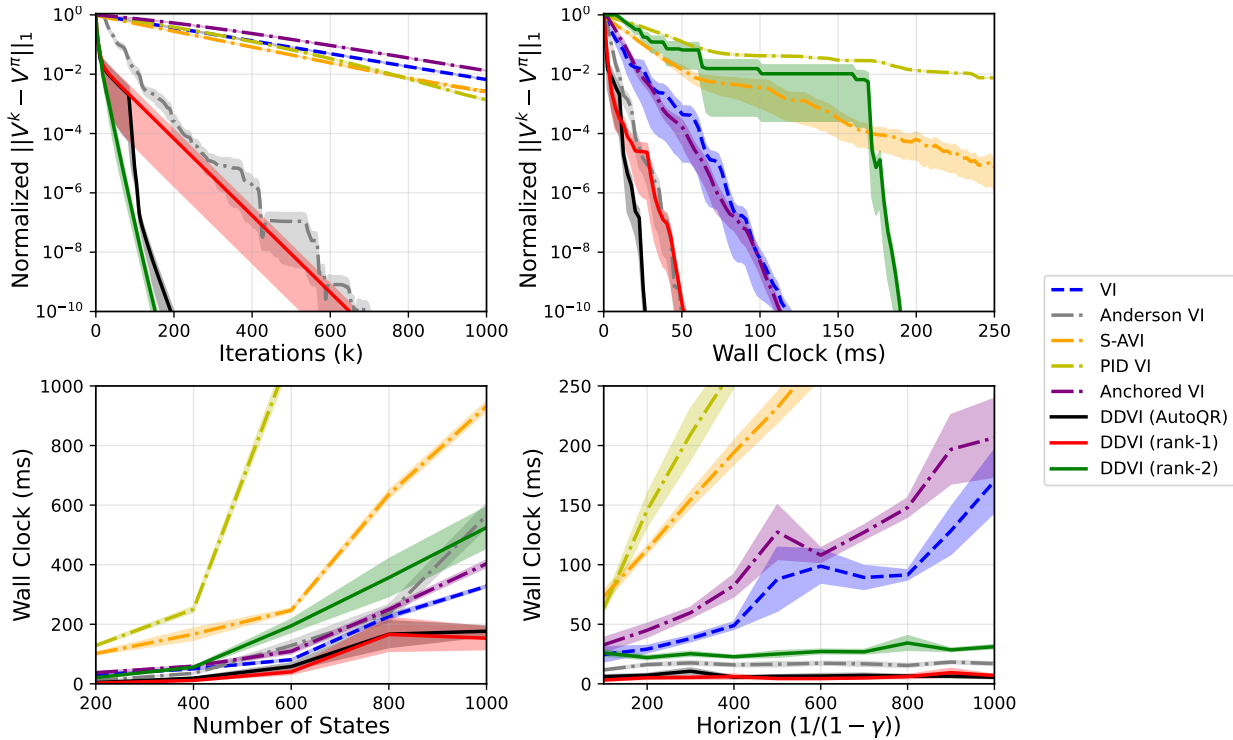 Normalized ||V^k − V^π||_1
10^0
10^−2
10^−4
10^−6
10^−8
10^−10
0 200 400 600 800 1000
Iterations (k)
Normalized ||V^k − V^π||_1
10^0
10^−2
10^−4
10^−6
10^−8
10^−10
0 50 100 150 200 250
Wall Clock (ms)
Wall Clock (ms)
1000
800
600
400
200
0
200 400 600 800 1000
Number of States
Wall Clock (ms)
250
200
150
100
50
0
200 400 600 800 1000
Horizon (1/(1 − γ))
VI
Anderson VI
S-AVI
PID VI
Anchored VI
DDVI (AutoQR)
DDVI (rank-1)
DDVI (rank-2)